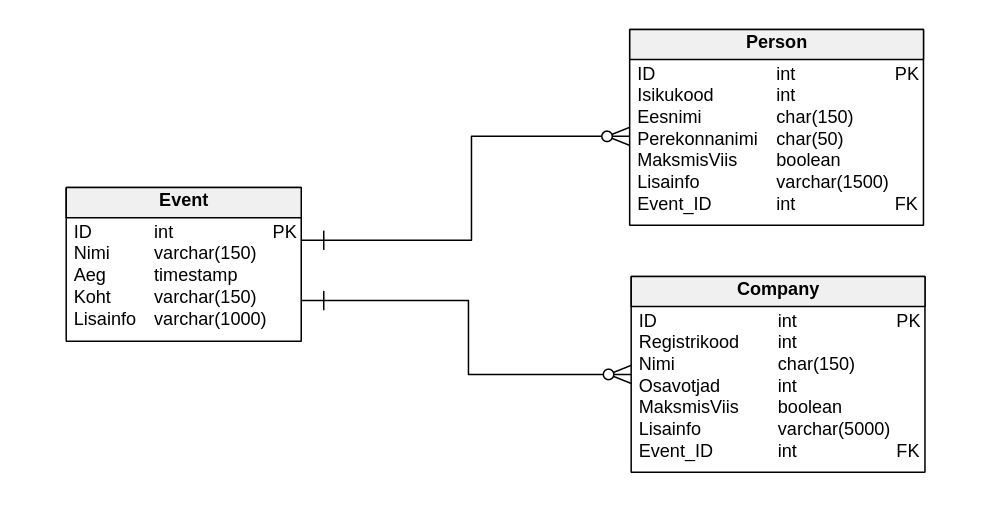 Event
ID int PK
Nimi varchar(150)
Aeg timestamp
Koht varchar(150)
Lisainfo varchar(1000)
Person
ID int PK
Isikukood int
Eesnimi char(150)
Perekonnanimi char(50)
MaksmisViis boolean
Lisainfo varchar(1500)
Event_ID int FK
Company
ID int PK
Registrikood int
Nimi char(150)
Osavotjad int
MaksmisViis boolean
Lisainfo varchar(5000)
Event_ID int FK